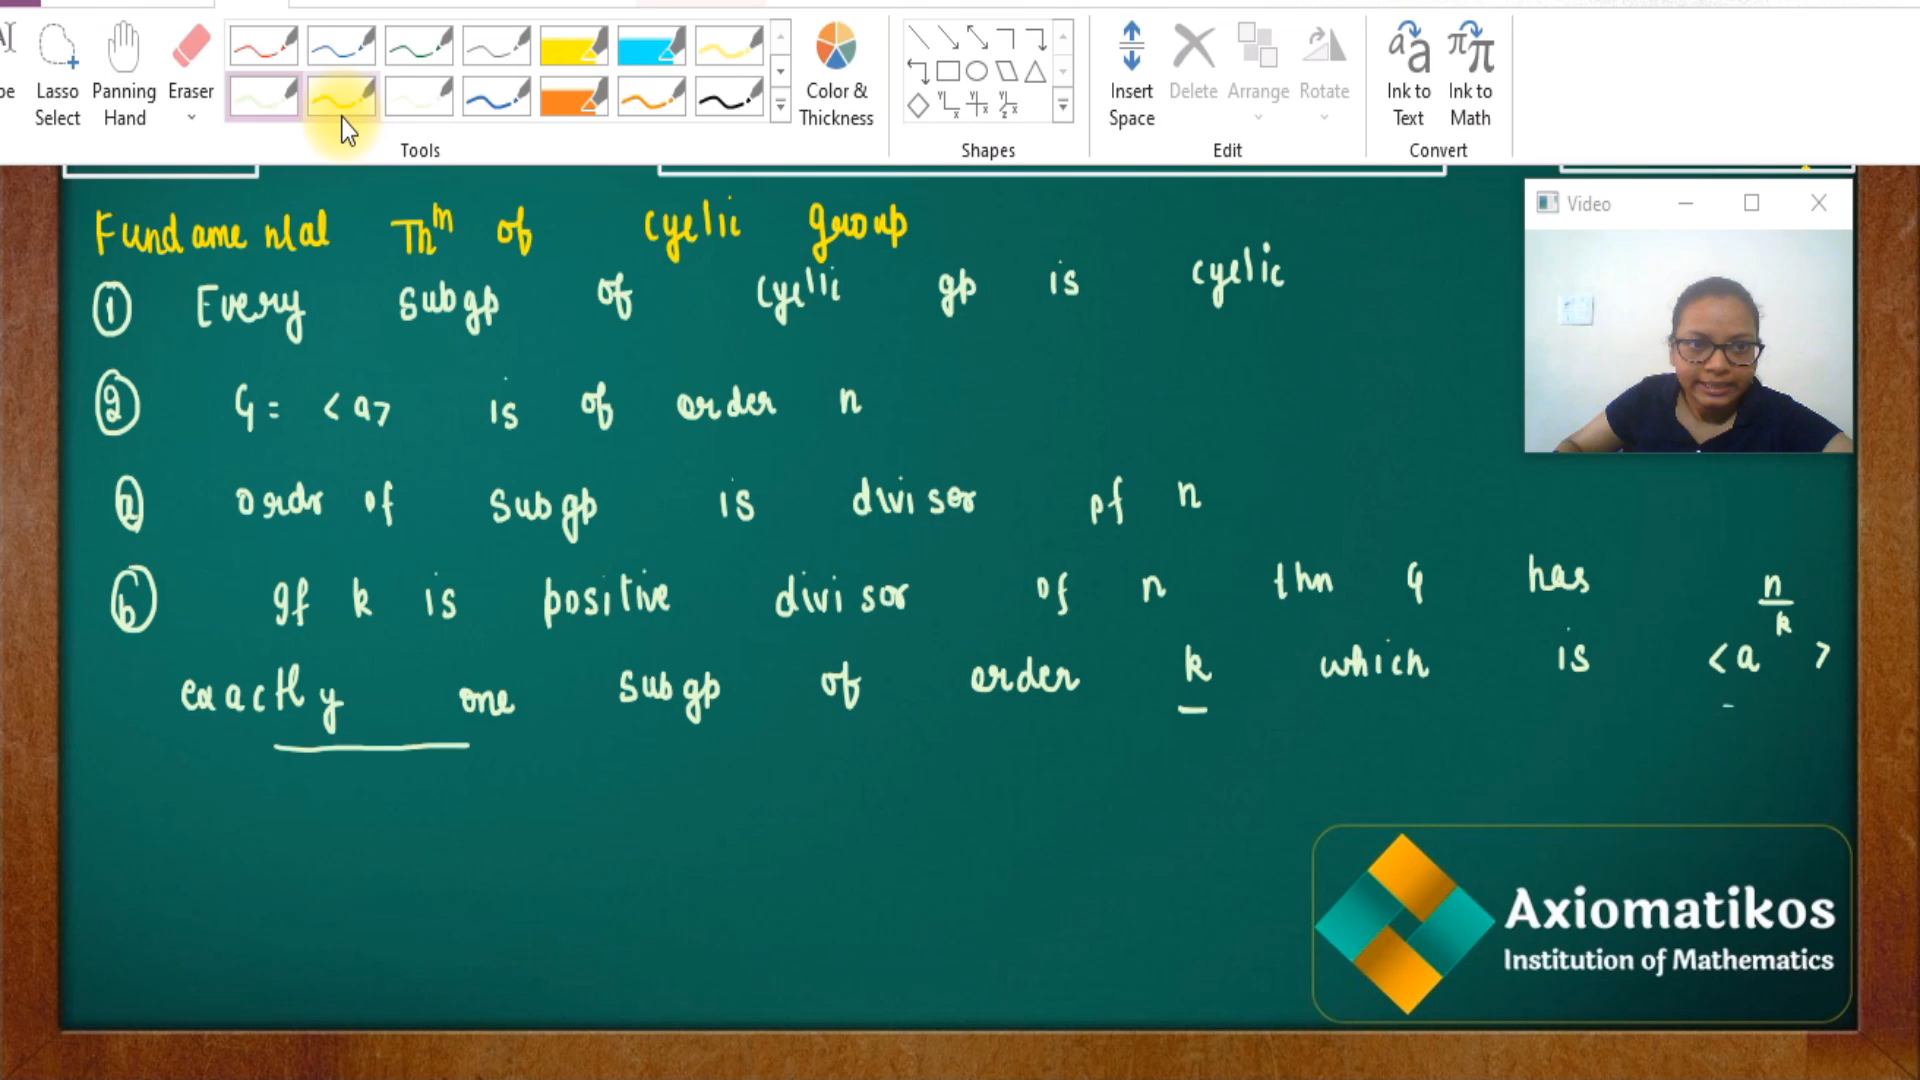 Lasso Select
Panning Hand
Eraser
Color & Thickness
Insert Space
Delete
Arrange
Rotate
Ink to Text
Ink to Math
Tools
Shapes
Edit
Convert
Video
Fundamental Thm of cyclic group
① Every subgp of cyclic gp is cyclic
② G = <a> is of order n
ⓐ order of subgp is divisor of n
ⓑ If k is positive divisor of n thn G has
exactly one subgp of order k which is <a^(n/k)>
Axiomatikos
Institution of Mathematics